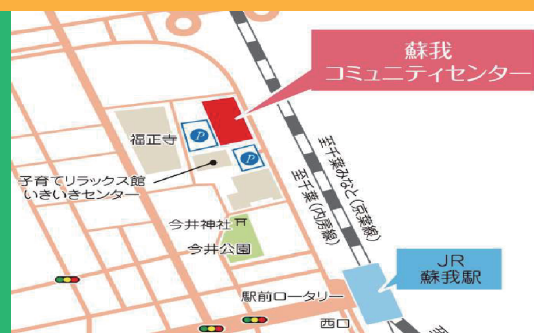 蘇我
コミュニティセンター
福正寺
P
P
子育てリラックス館
いきいきセンター
至千葉みなと(京葉線)
至千葉(内房線)
今井神社
今井公園
JR
蘇我駅
駅前ロータリー
西口